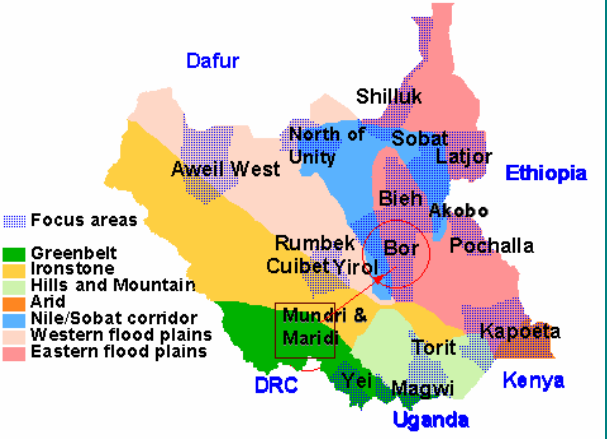 Dafur
Shilluk
North of
Unity
Sobat
Latjor
Aweil West
Ethiopia
Bieh
Akobo
Focus areas
Rumbek
Bor
Pochalla
Cuibet Yirol
Greenbelt
Ironstone
Hills and Mountain
Arid
Nile/Sobat corridor
Western flood plains
Eastern flood plains
Mundri &
Maridi
Kapoeta
Torit
DRC
Yei
Magwi
Kenya
Uganda